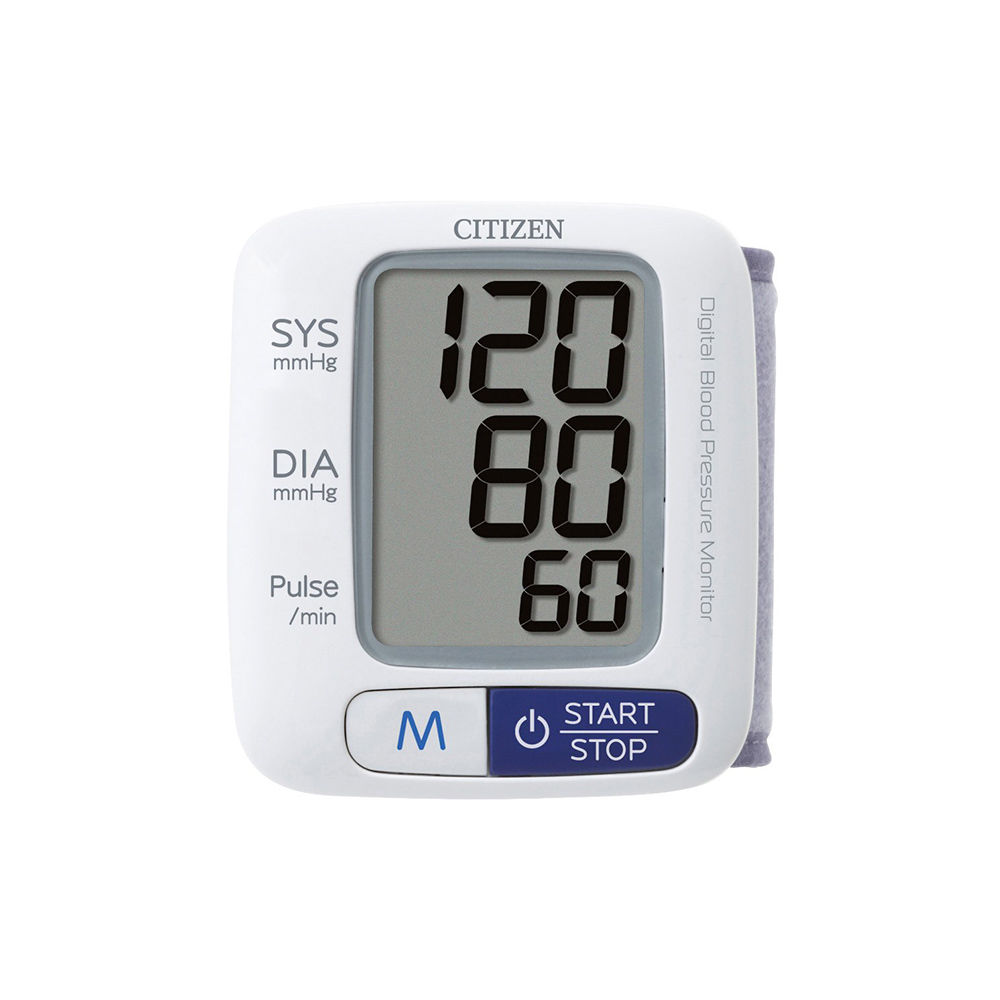 CITIZEN
SYS
mmHg
120
DIA
mmHg
80
Pulse
/min
60
Digital Blood Pressure Monitor
M
START
STOP